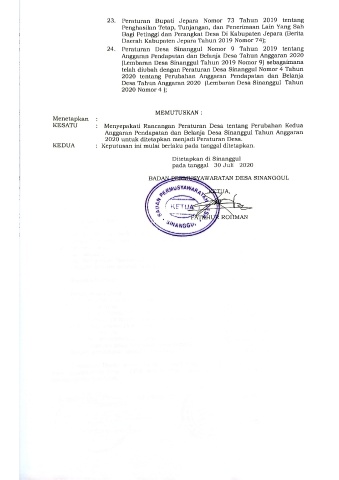 23. Peraturan Bupati Jepara Nomor 73 Tahun 2019 tentang
Penghasilan Tetap, Tunjangan, dan Penerimaan Lain Yang Sah
Bagi Petinggi dan Perangkat Desa Di Kabupaten Jepara (Berita
Daerah Kabupaten Jepara Tahun 2019 Nomor 74);
24. Peraturan Desa Sinanggul Nomor 9 Tahun 2019 tentang
Anggaran Pendapatan dan Belanja Desa Tahun Anggaran 2020
(Lembaran Desa Sinanggul Tahun 2019 Nomor 9) sebagaimana
telah diubah dengan Peraturan Desa Sinanggul Nomor 4 Tahun
2020 tentang Perubahan Anggaran Pendapatan dan Belanja
Desa Tahun Anggaran 2020 (Lembaran Desa Sinanggul Tahun
2020 Nomor 4 );
MEMUTUSKAN :
Menetapkan :
KESATU : Menyepakati Rancangan Peraturan Desa tentang Perubahan Kedua
Anggaran Pendapatan dan Belanja Desa Sinanggul Tahun Anggaran
2020 untuk ditetapkan menjadi Peraturan Desa.
KEDUA : Keputusan ini mulai berlaku pada tanggal ditetapkan.
Ditetapkan di Sinanggul
pada tanggal 30 Juli 2020
BADAN PERMUSYAWARATAN DESA SINANGGUL
KETUA,
BADAN PERMUSYAWARATAN DESA
KETUA
SINANGGUL
ROHMAN